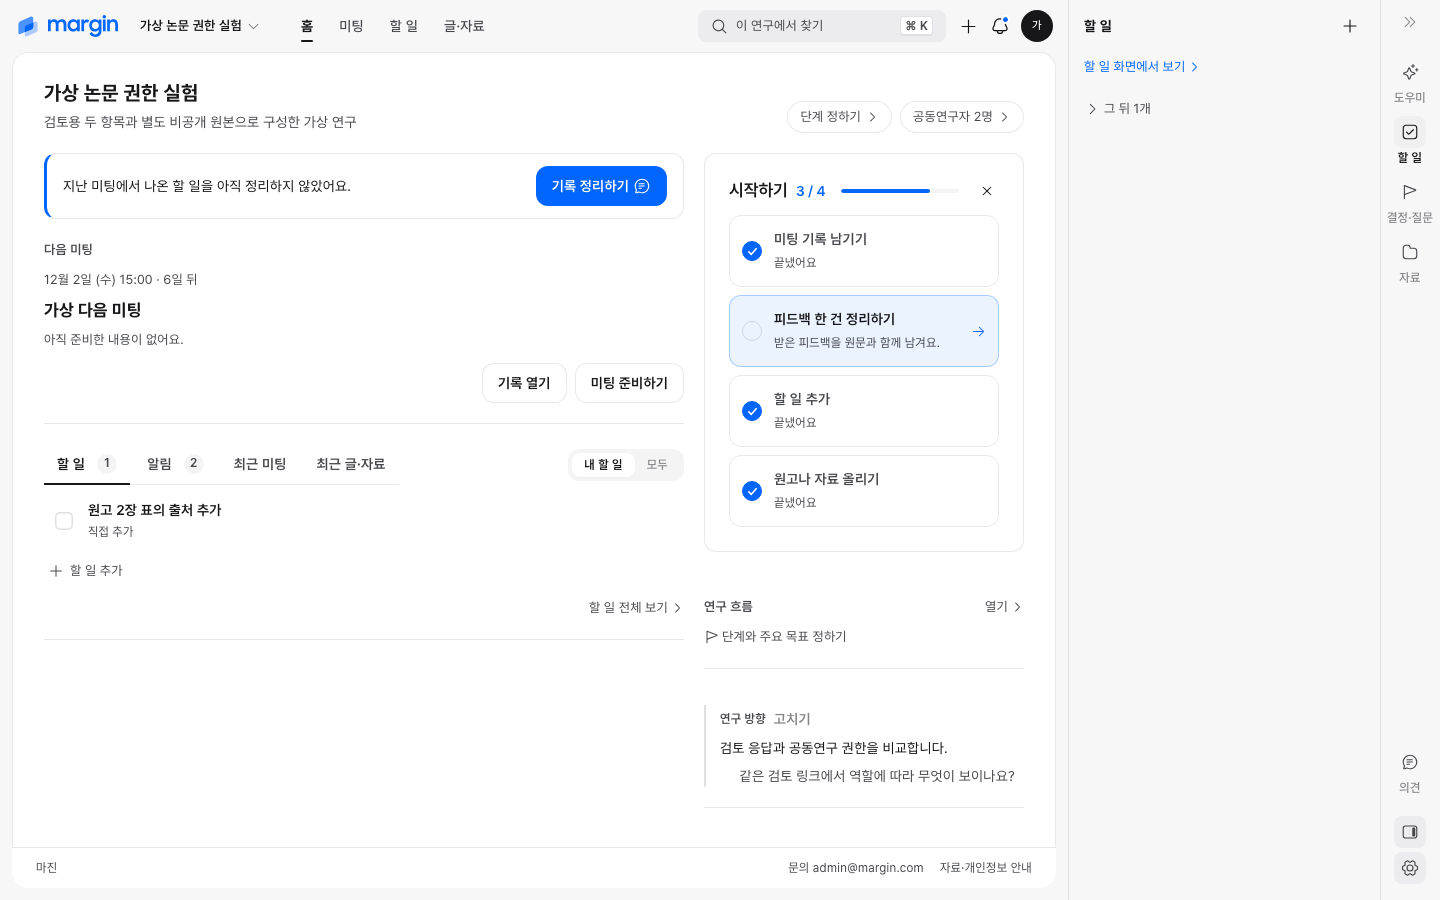 margin
가상 논문 권한 실험
홈
미팅
할 일
글·자료
이 연구에서 찾기
⌘ K
가
가상 논문 권한 실험
검토용 두 항목과 별도 비공개 원본으로 구성한 가상 연구
단계 정하기
공동연구자 2명
지난 미팅에서 나온 할 일을 아직 정리하지 않았어요.
기록 정리하기
다음 미팅
12월 2일 (수) 15:00 · 6일 뒤
가상 다음 미팅
아직 준비한 내용이 없어요.
기록 열기
미팅 준비하기
할 일 1
알림 2
최근 미팅
최근 글·자료
내 할 일
모두
원고 2장 표의 출처 추가
직접 추가
할 일 추가
할 일 전체 보기
시작하기 3 / 4
미팅 기록 남기기
끝냈어요
피드백 한 건 정리하기
받은 피드백을 원문과 함께 남겨요.
할 일 추가
끝냈어요
원고나 자료 올리기
끝냈어요
연구 흐름
열기
단계와 주요 목표 정하기
연구 방향 고치기
검토 응답과 공동연구 권한을 비교합니다.
같은 검토 링크에서 역할에 따라 무엇이 보이나요?
마진
문의 admin@margin.com
자료·개인정보 안내
할 일
할 일 화면에서 보기
그 뒤 1개
도우미
할 일
결정·질문
자료
의견